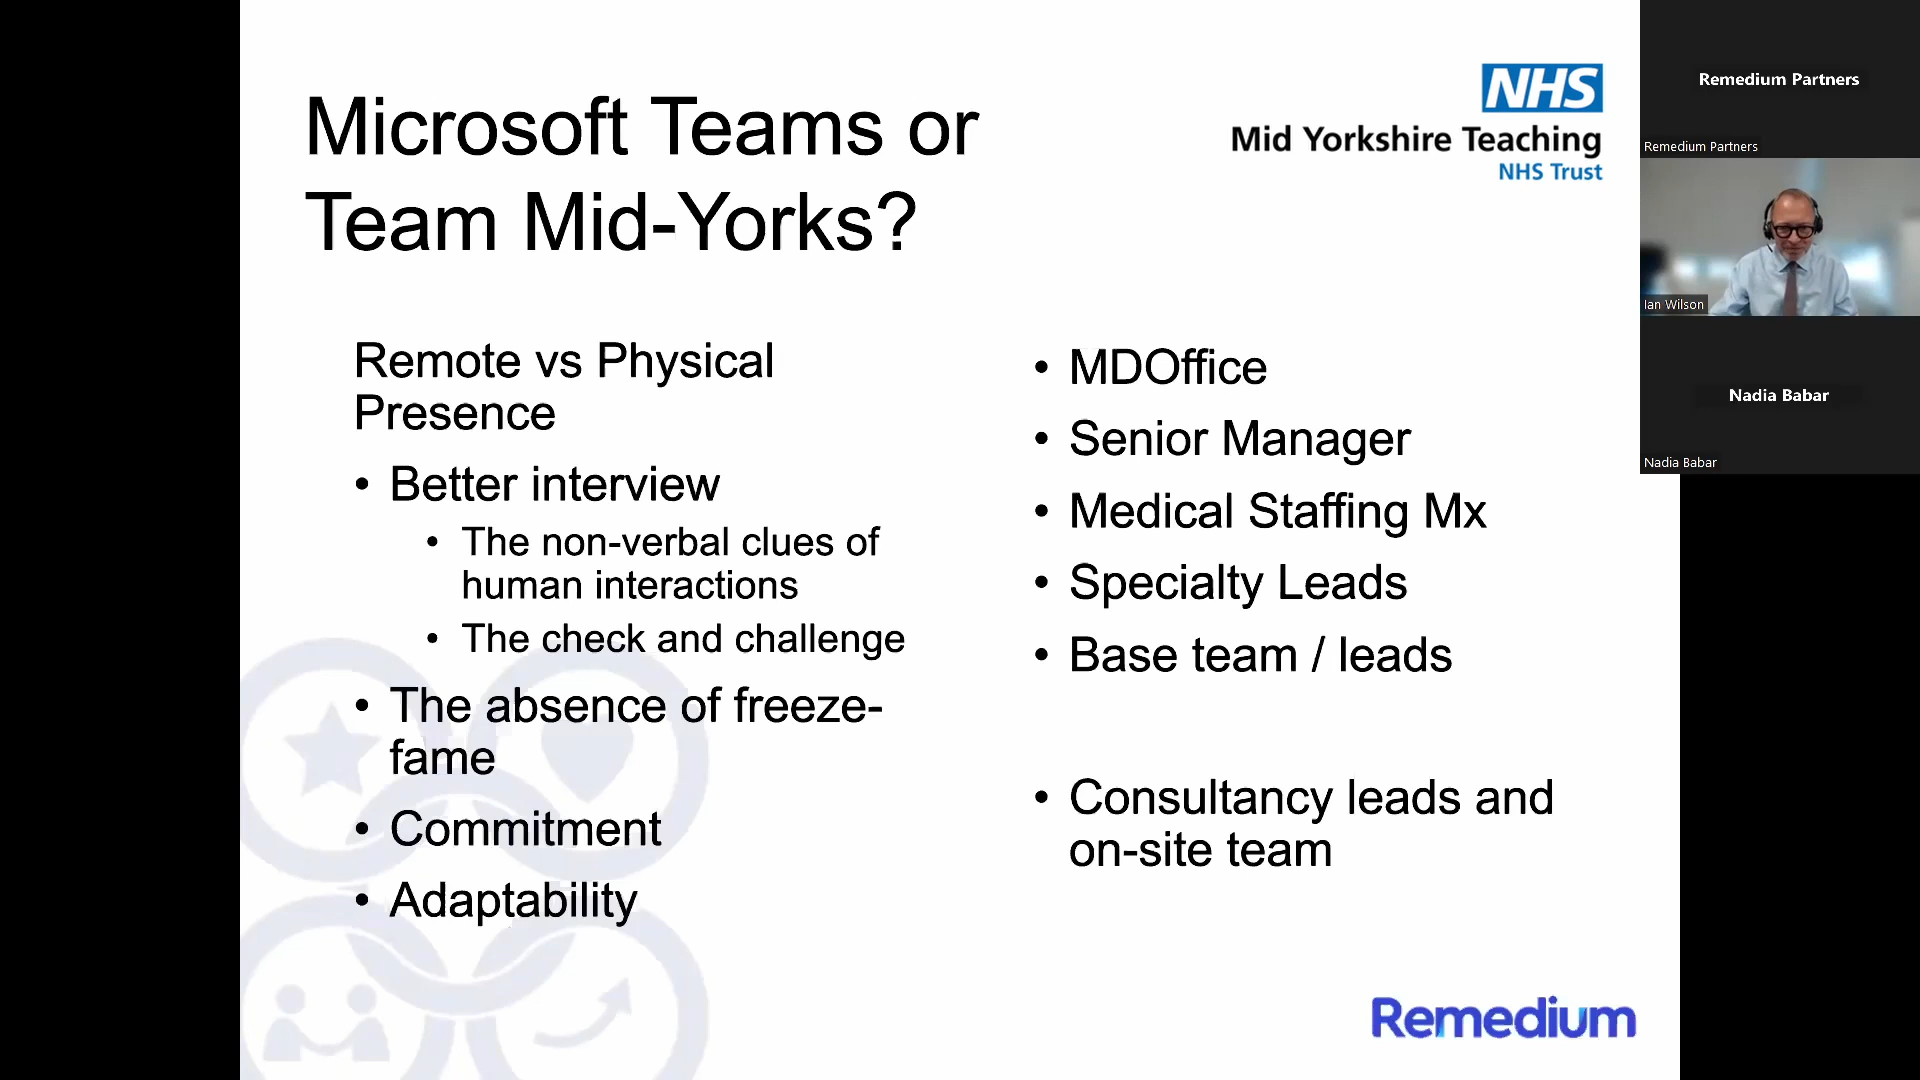 Microsoft Teams or
Team Mid-Yorks?
NHS
Mid Yorkshire Teaching
NHS Trust
Remote vs Physical
Presence
• Better interview
• The non-verbal clues of
human interactions
• The check and challenge
• The absence of freeze-
fame
• Commitment
• Adaptability
• MDOffice
• Senior Manager
• Medical Staffing Mx
• Specialty Leads
• Base team / leads
• Consultancy leads and
on-site team
Remedium
Remedium Partners
Remedium Partners
Ian Wilson
Nadia Babar
Nadia Babar